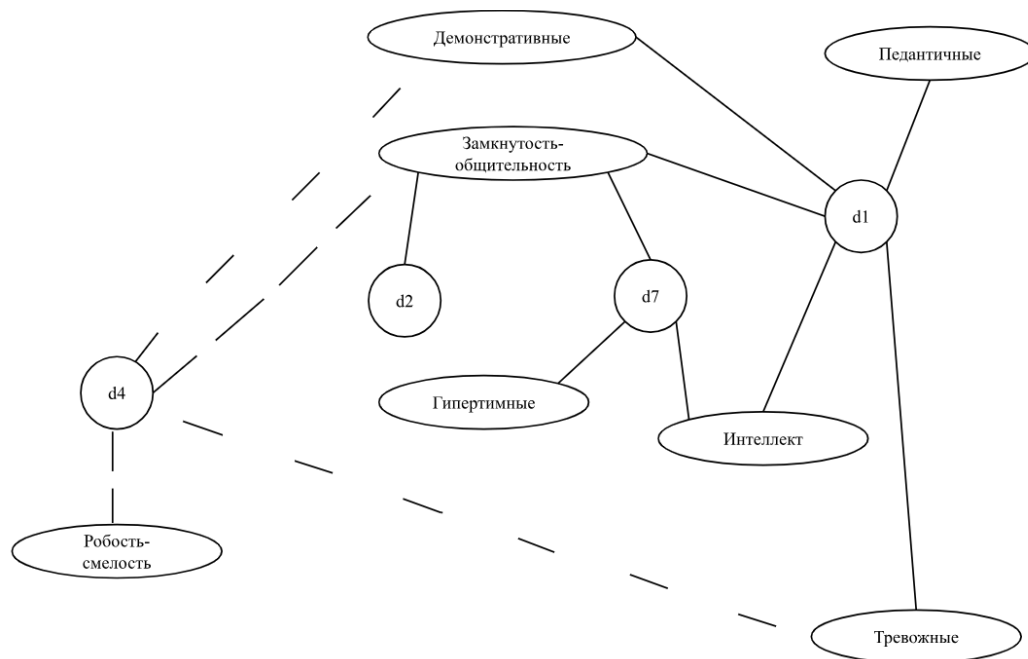 Демонстративные
Педантичные
Замкнутость-
общительность
d1
d2
d7
d4
Гипертимные
Интеллект
Робость-
смелость
Тревожные